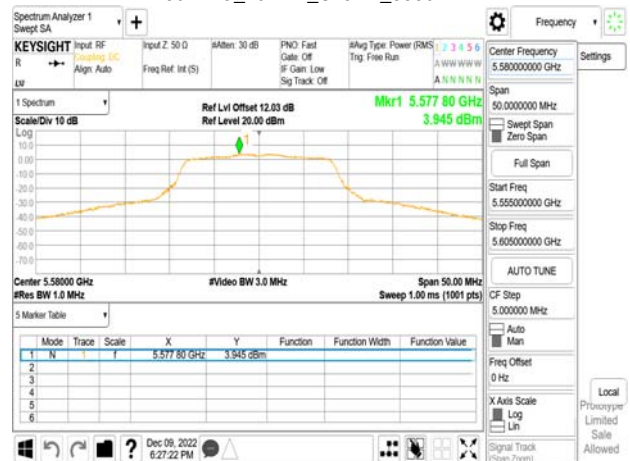 Spectrum Analyzer 1
Swept SA
Frequency
KEYSIGHT
R
Input: RF
Coupling: DC
Align: Auto
Input Z: 50 Ω
Freq Ref: Int (S)
#Atten: 30 dB
PNO: Fast
Gate: Off
IF Gain: Low
Sig Track: Off
#Avg Type: Power (RMS
Trig: Free Run
1 2 3 4 5 6
A W W W W W
A N N N N N
1 Spectrum
Scale/Div 10 dB
Ref Lvl Offset 12.03 dB
Ref Level 20.00 dBm
Mkr1 5.577 80 GHz
3.945 dBm
Log
10.0
0.00
-10.0
-20.0
-30.0
-40.0
-50.0
-60.0
-70.0
1
Center 5.58000 GHz
#Res BW 1.0 MHz
#Video BW 3.0 MHz
Span 50.00 MHz
Sweep 1.00 ms (1001 pts)
5 Marker Table
Mode Trace Scale X Y Function Function Width Function Value
1 N 1 f 5.577 80 GHz 3.945 dBm
2
3
4
5
6
Dec 09, 2022
6:27:22 PM
Center Frequency
5.580000000 GHz
Settings
Span
50.0000000 MHz
Swept Span
Zero Span
Full Span
Start Freq
5.555000000 GHz
Stop Freq
5.605000000 GHz
AUTO TUNE
CF Step
5.000000 MHz
Auto
Man
Freq Offset
0 Hz
X Axis Scale
Log
Lin
Signal Track
(Span Zoom)
Local
Prototype
Limited
Sale
Allowed